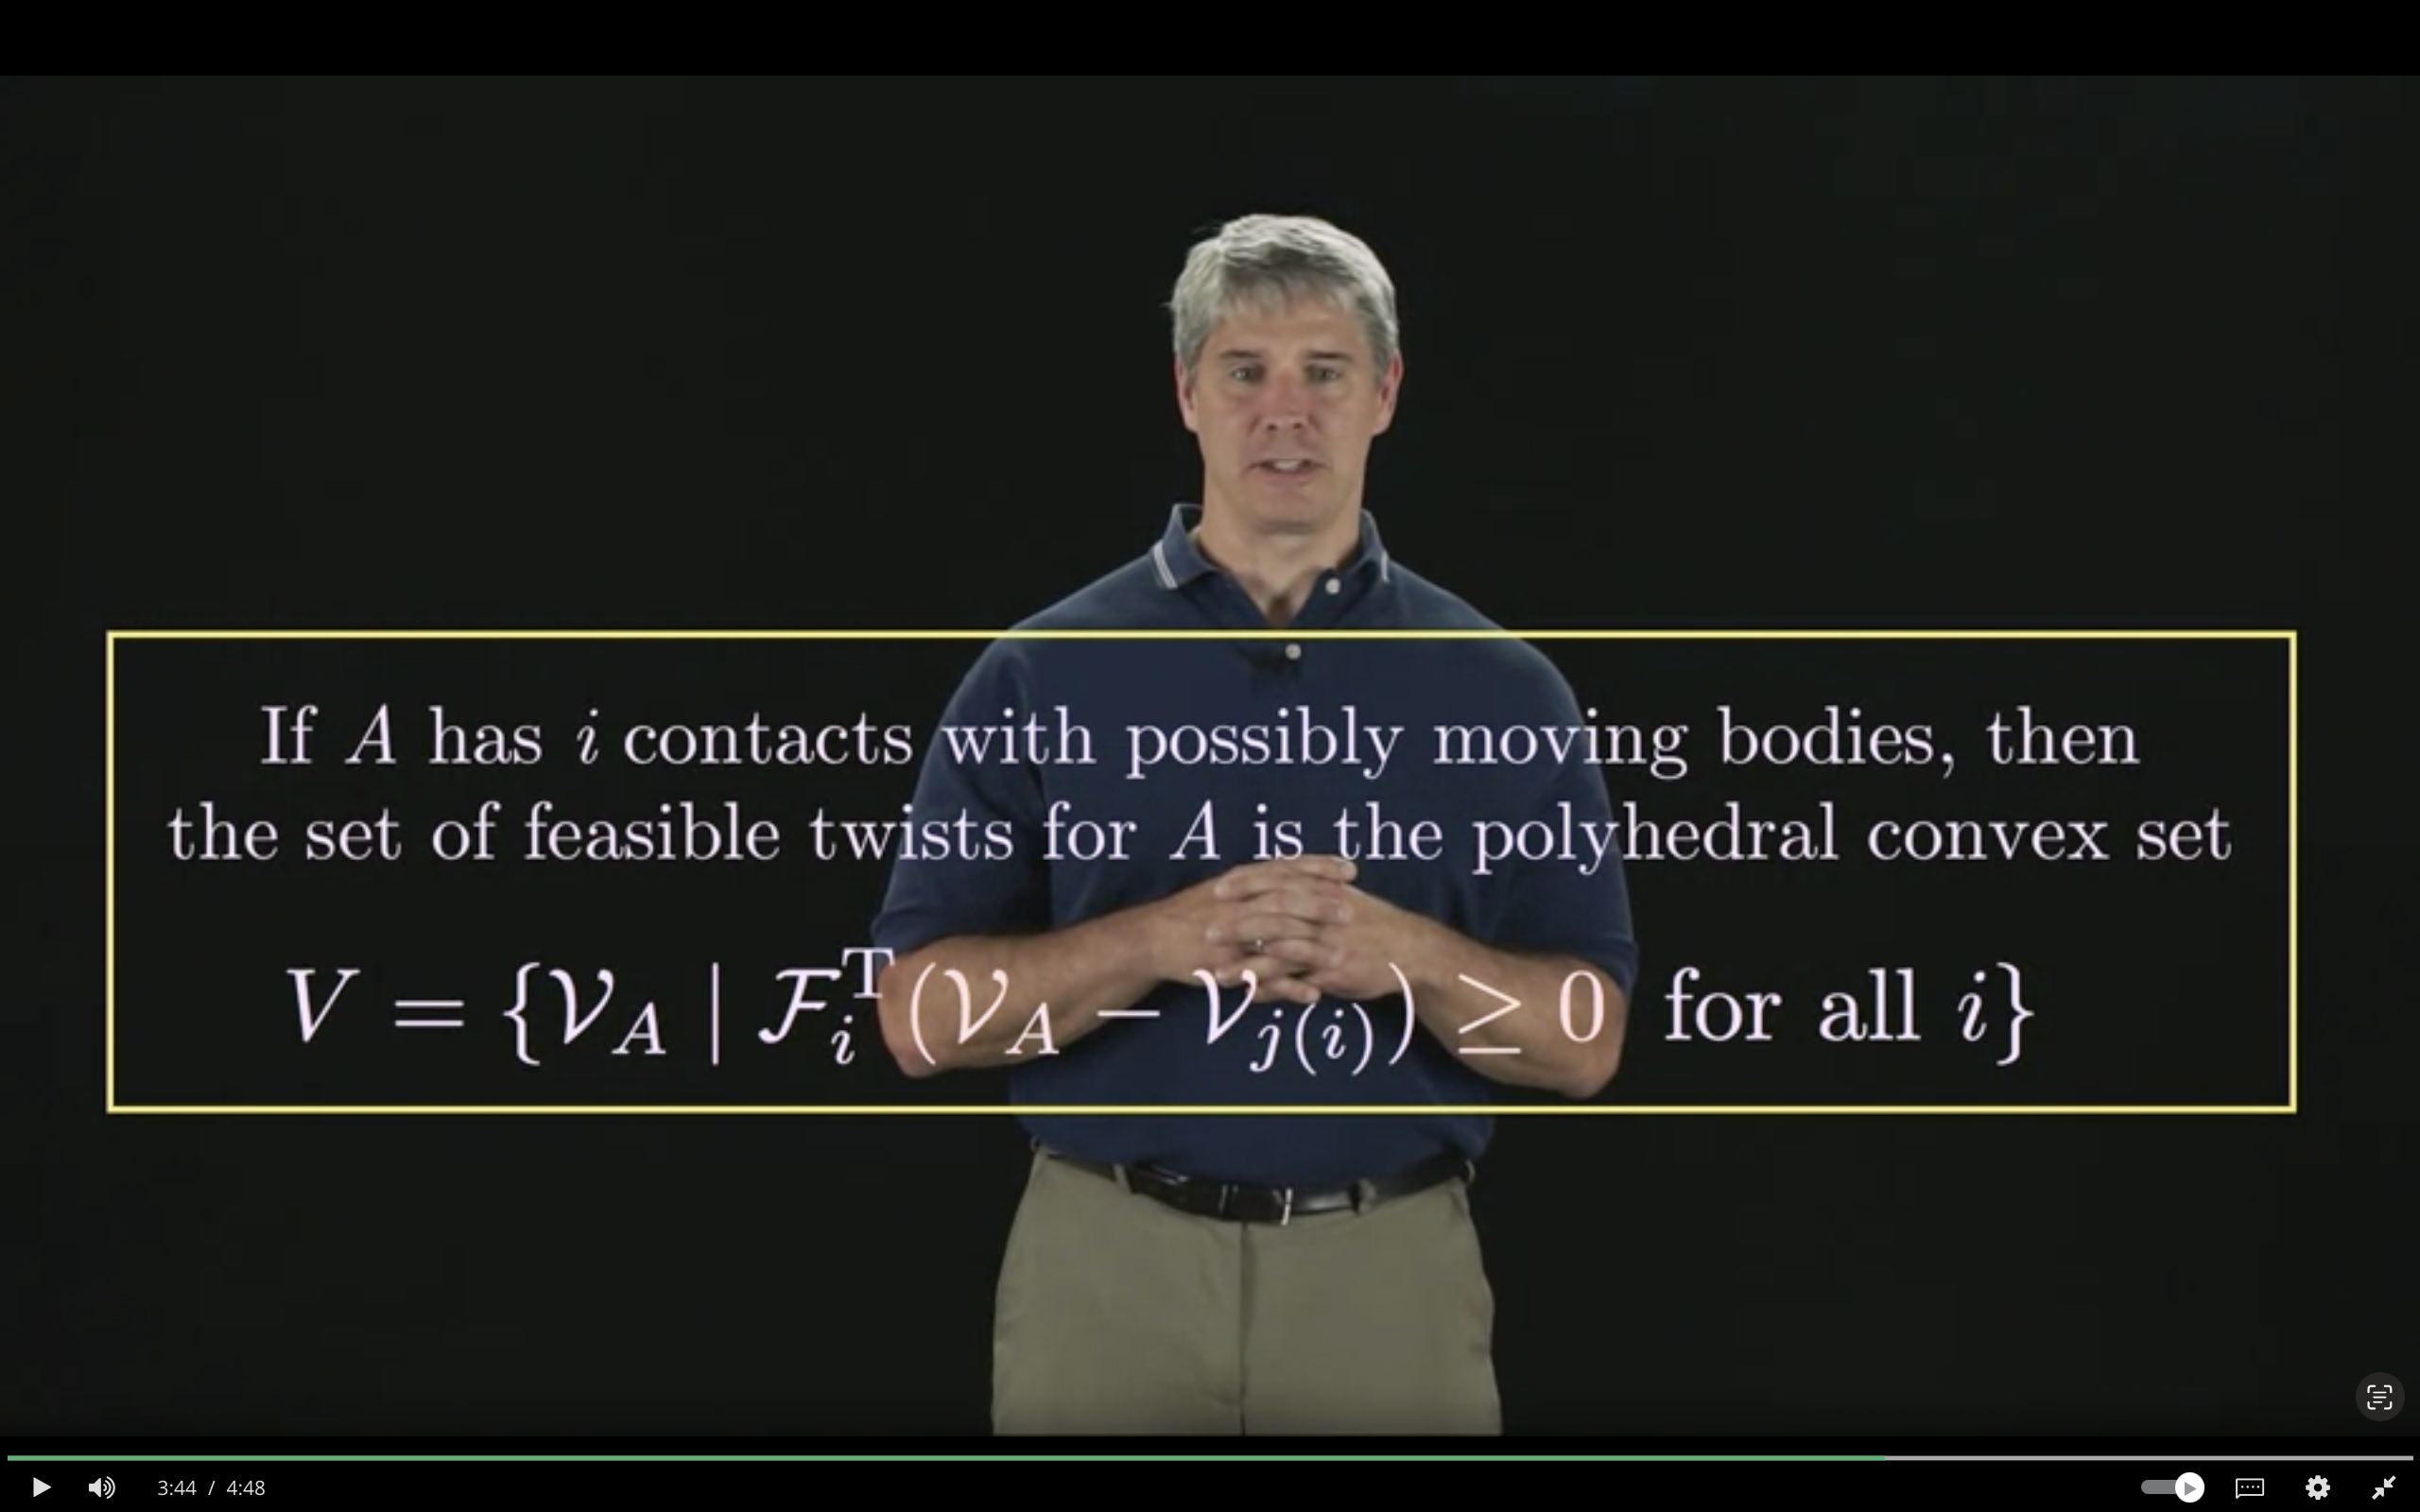 If A has i contacts with possibly moving bodies, then
the set of feasible twists for A is the polyhedral convex set
V = {𝒱_A | ℱ_i^T(𝒱_A − 𝒱_{j(i)}) ≥ 0 for all i}
3:44 / 4:48